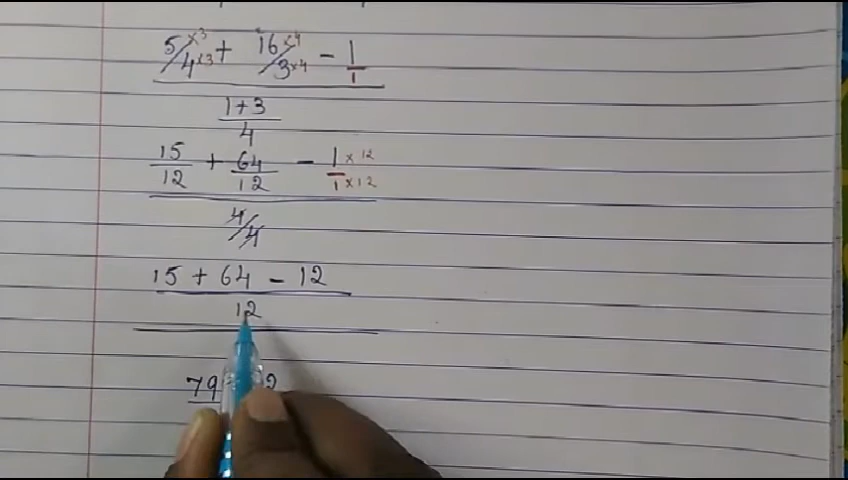 5/4 ×3 ×3 + 16/3 ×4 ×4 − 1/1
1+3
4
15/12 + 64/12 − 1/1 × 12 × 12
4/4
15 + 64 − 12
12
79 2